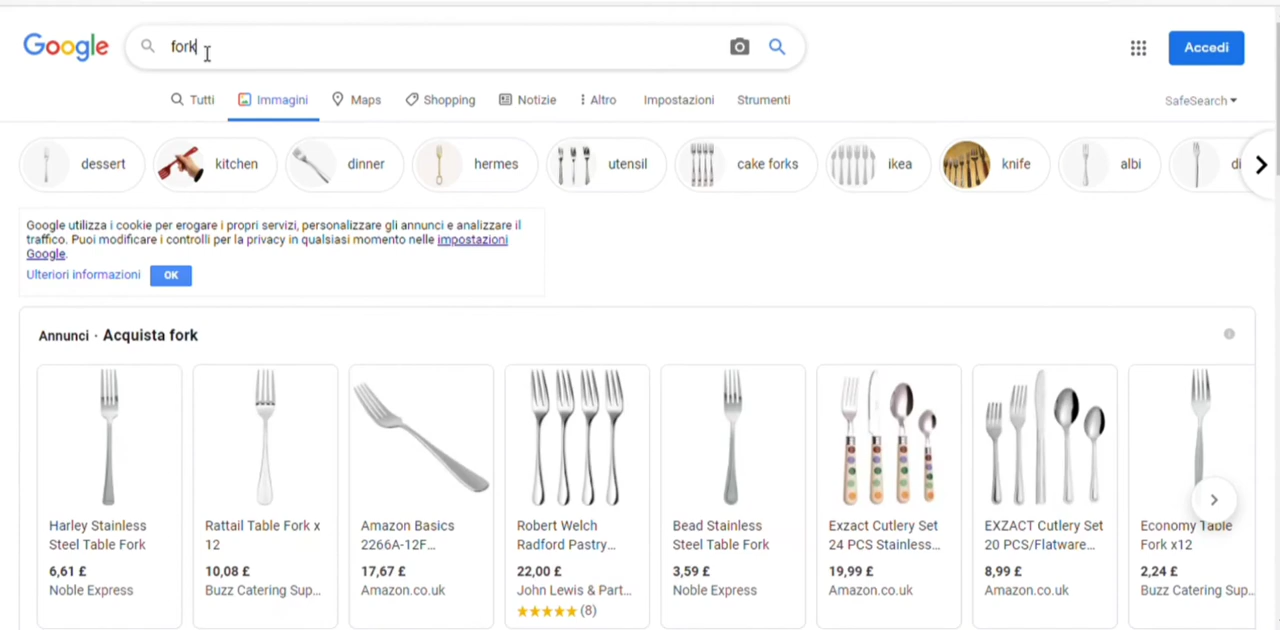 Google
fork
Accedi
Tutti Immagini Maps Shopping Notizie Altro Impostazioni Strumenti SafeSearch
dessert kitchen dinner hermes utensil cake forks ikea knife albi di
Google utilizza i cookie per erogare i propri servizi, personalizzare gli annunci e analizzare il
traffico. Puoi modificare i controlli per la privacy in qualsiasi momento nelle impostazioni
Google.
Ulteriori informazioni OK
Annunci · Acquista fork
Harley Stainless
Steel Table Fork
6,61 £
Noble Express
Rattail Table Fork x
12
10,08 £
Buzz Catering Sup...
Amazon Basics
2266A-12F...
17,67 £
Amazon.co.uk
Robert Welch
Radford Pastry...
22,00 £
John Lewis & Part...
★★★★★ (8)
Bead Stainless
Steel Table Fork
3,59 £
Noble Express
Exzact Cutlery Set
24 PCS Stainless...
19,99 £
Amazon.co.uk
EXZACT Cutlery Set
20 PCS/Flatware...
8,99 £
Amazon.co.uk
Economy Table
Fork x12
2,24 £
Buzz Catering Sup...